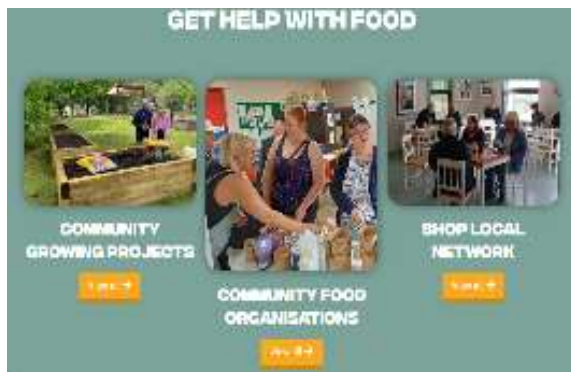 GET HELP WITH FOOD
COMMUNITY
GROWING PROJECTS
COMMUNITY FOOD
ORGANISATIONS
SHOP LOCAL
NETWORK